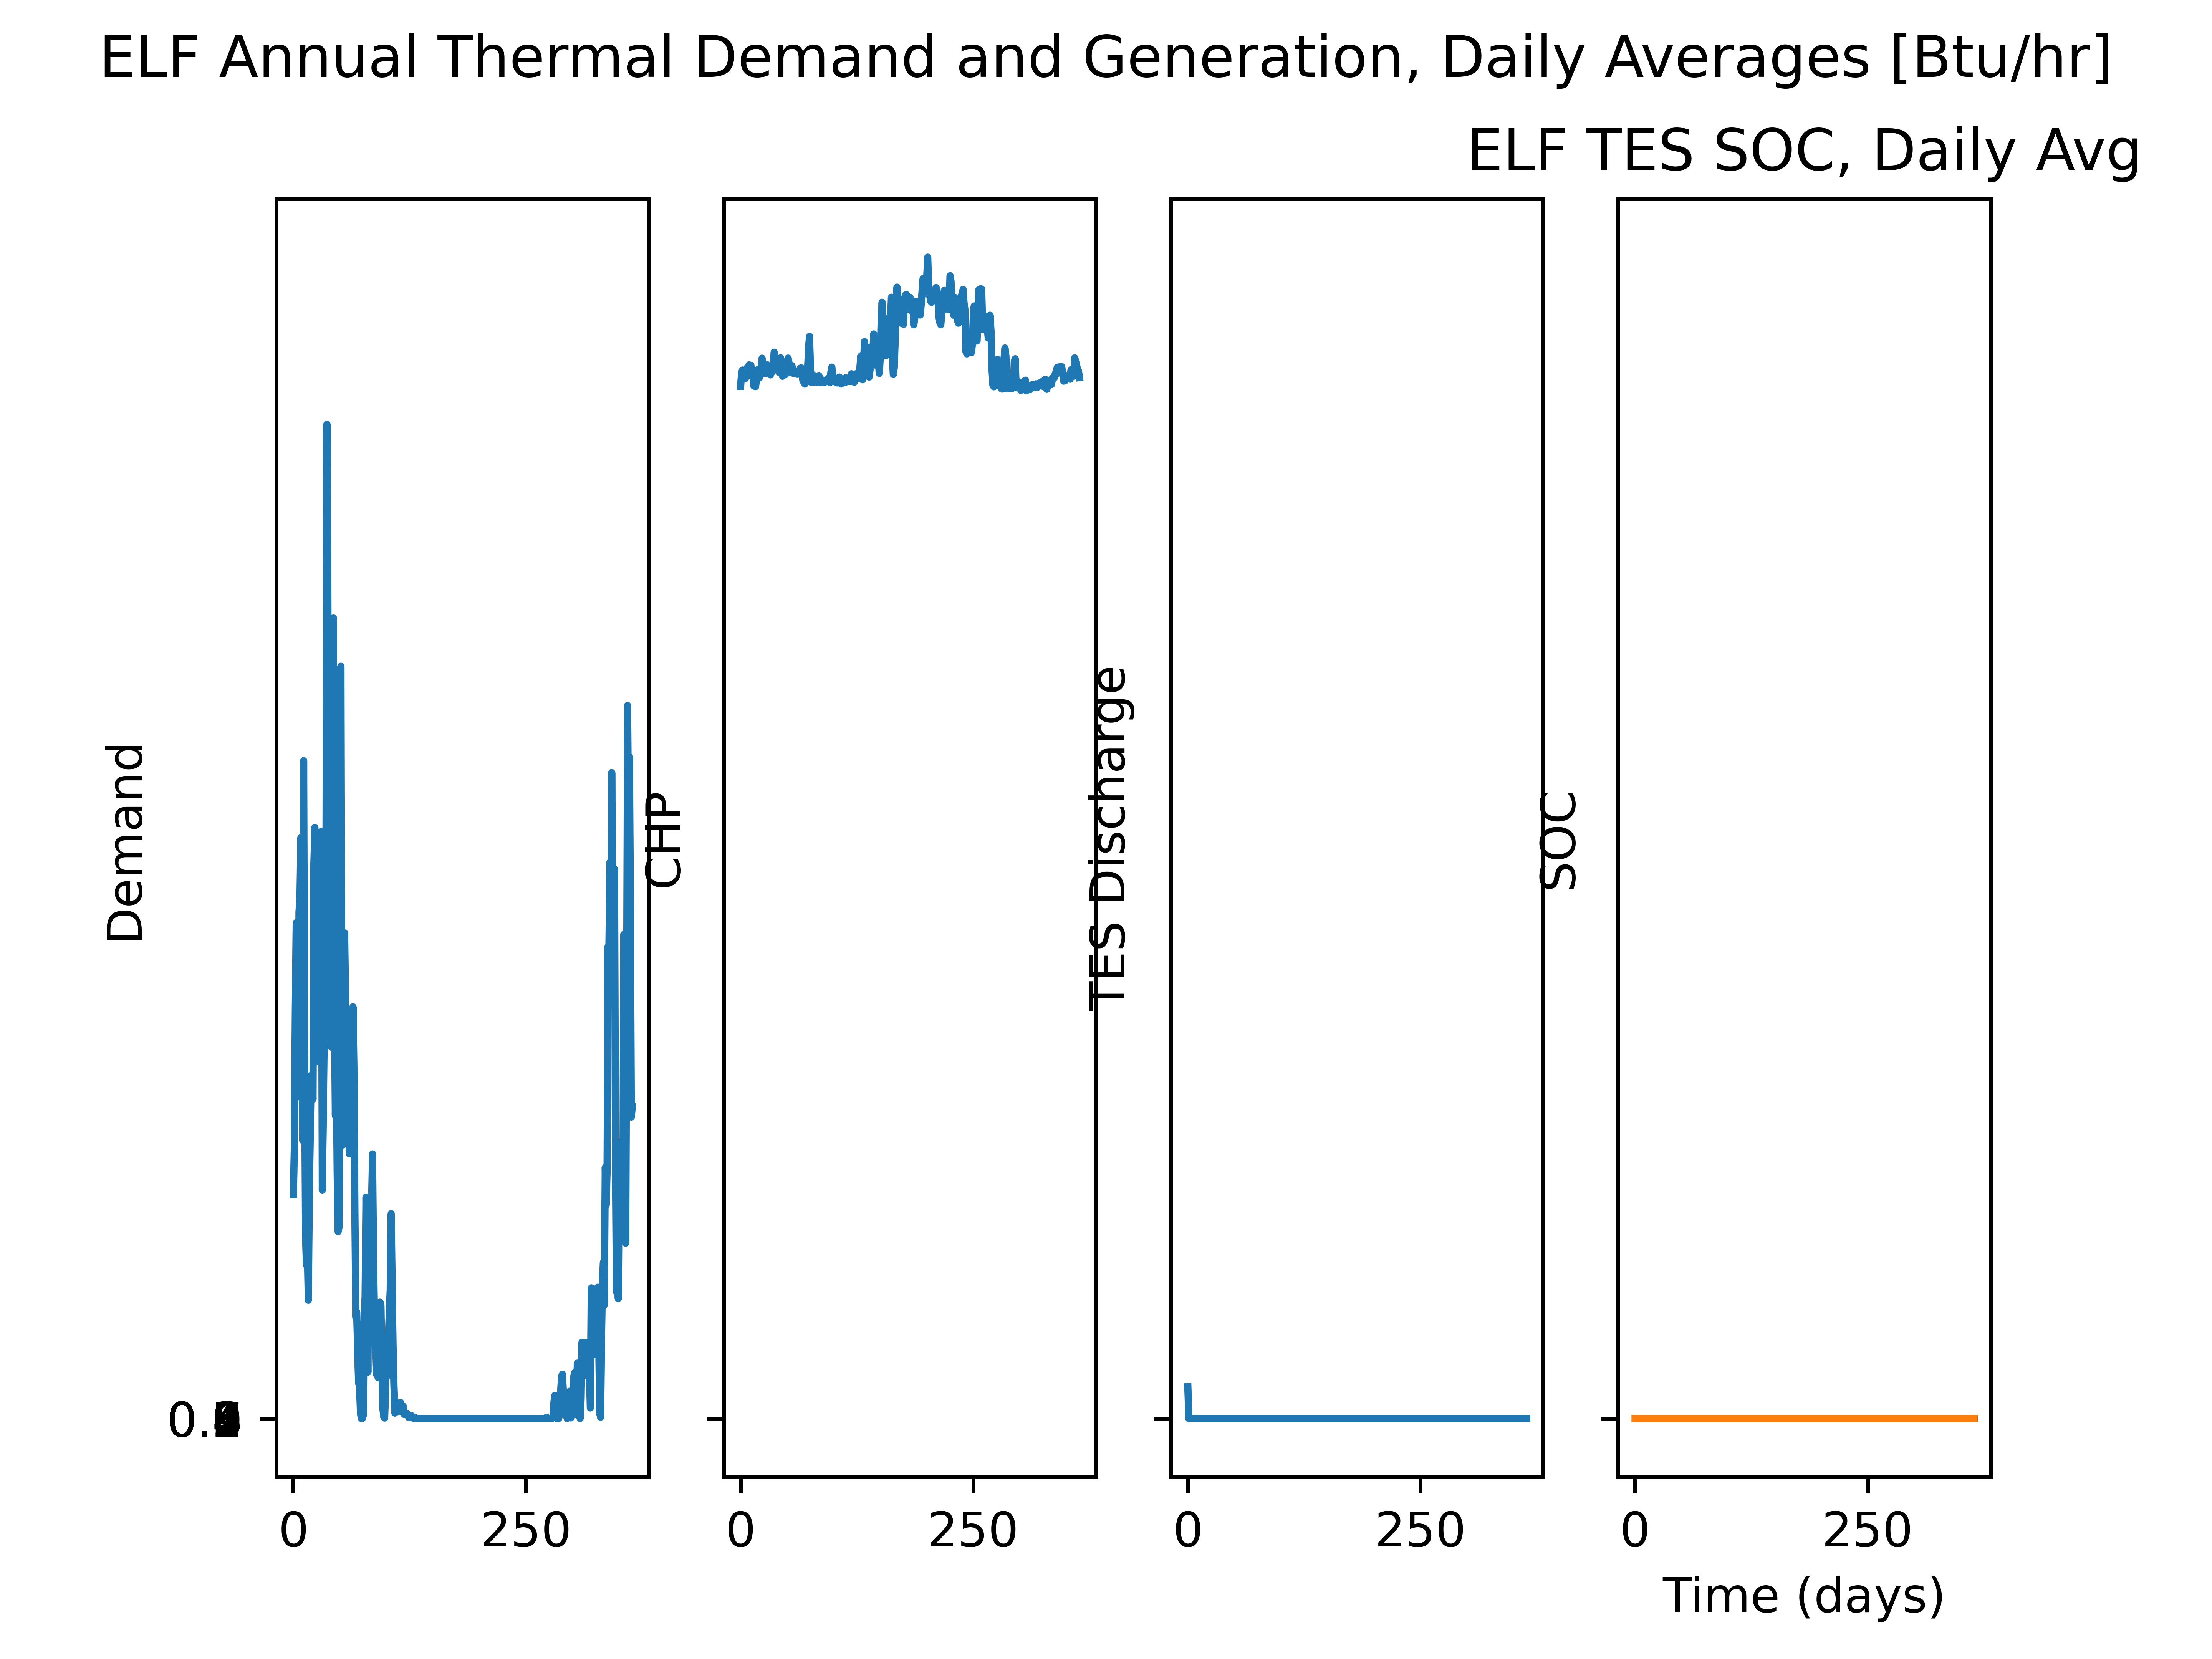 ELF Annual Thermal Demand and Generation, Daily Averages [Btu/hr]
ELF TES SOC, Daily Avg
Demand
CHP
TES Discharge
SOC
0 250
0 250
0 250
0 250
Time (days)